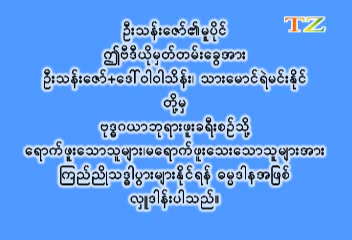 ဦးသန်းဇော်၏မူပိုင်
TZ
ဤဗီဒီယိုမှတ်တမ်းခွေအား
ဦးသန်းဇော်+ဒေါ်ဝါဝါသိန်း၊ သားမောင်ရဲမင်းနိုင်
တို့မှ
ဗုဒ္ဓဂယာဘုရားဖူးခရီးစဉ်သို့
ရောက်ဖူးသောသူများ၊မရောက်ဖူးသေးသောသူများအား
ကြည်ညိုသဒ္ဓါပွားများနိုင်ရန် ဓမ္မဒါနအဖြစ်
လှူဒါန်းပါသည်။